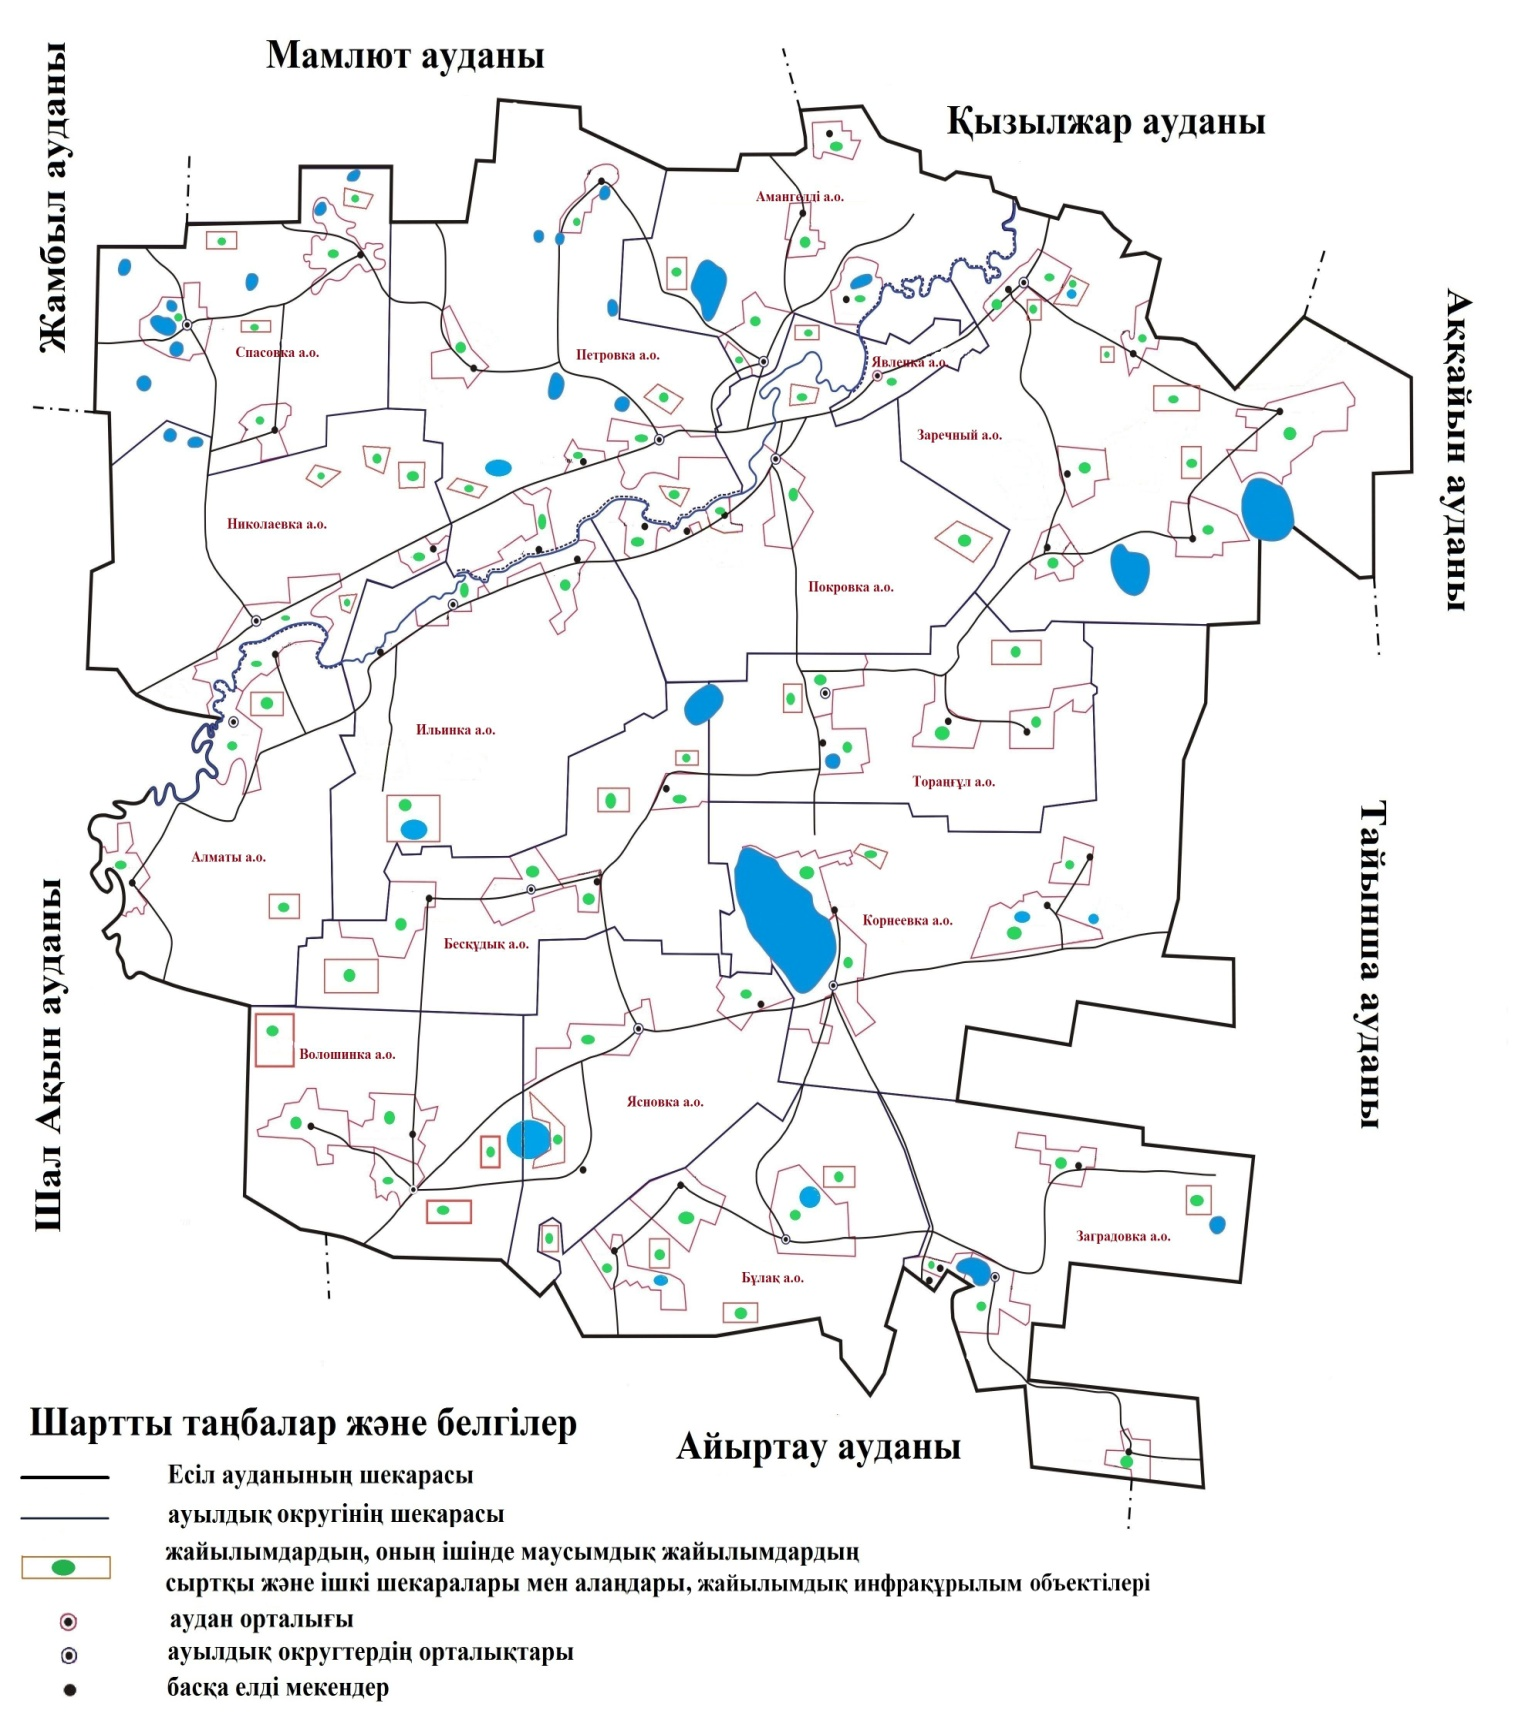 Мамлют ауданы
Қызылжар ауданы
Жамбыл ауданы
Аққайын ауданы
Тайынша ауданы
Шал Ақын ауданы
Айыртау ауданы
Амангелді а.о.
Спасовка а.о.
Петровка а.о.
Явленка а.о.
Заречный а.о.
Николаевка а.о.
Покровка а.о.
Ильинка а.о.
Тораңғұл а.о.
Алматы а.о.
Корнеевка а.о.
Бесқұдық а.о.
Волошинка а.о.
Ясновка а.о.
Заградовка а.о.
Бұлақ а.о.
Шартты таңбалар және белгілер
Есіл ауданының шекарасы
ауылдық округінің шекарасы
жайылымдардың, оның ішінде маусымдық жайылымдардың
сыртқы және ішкі шекаралары мен алаңдары, жайылымдық инфрақұрылым объектілері
аудан орталығы
ауылдық округтердің орталықтары
басқа елді мекендер